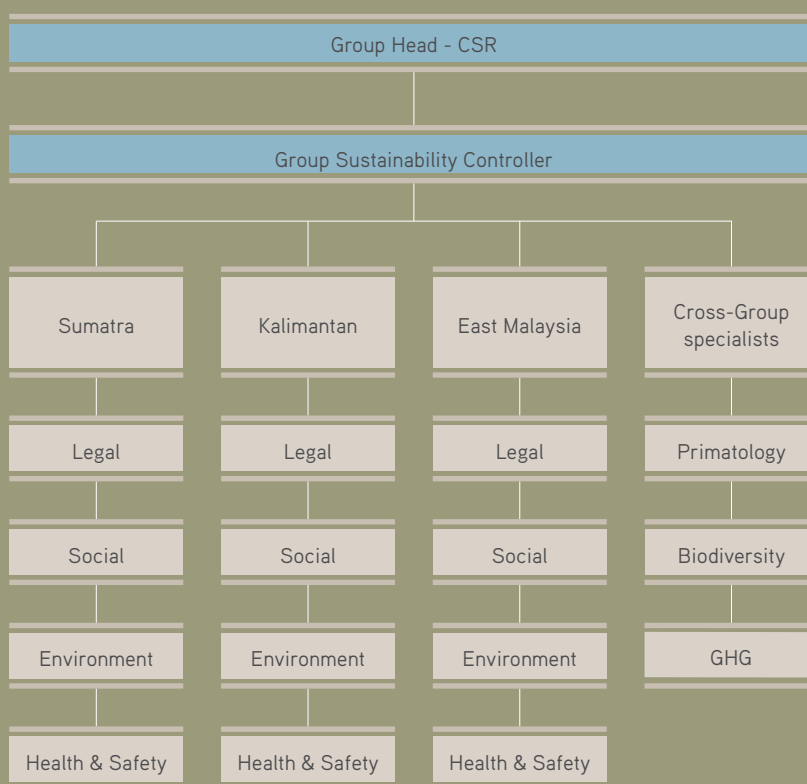 Group Head - CSR
Group Sustainability Controller
Sumatra
Kalimantan
East Malaysia
Cross-Group
specialists
Legal
Legal
Legal
Primatology
Social
Social
Social
Biodiversity
Environment
Environment
Environment
GHG
Health & Safety
Health & Safety
Health & Safety